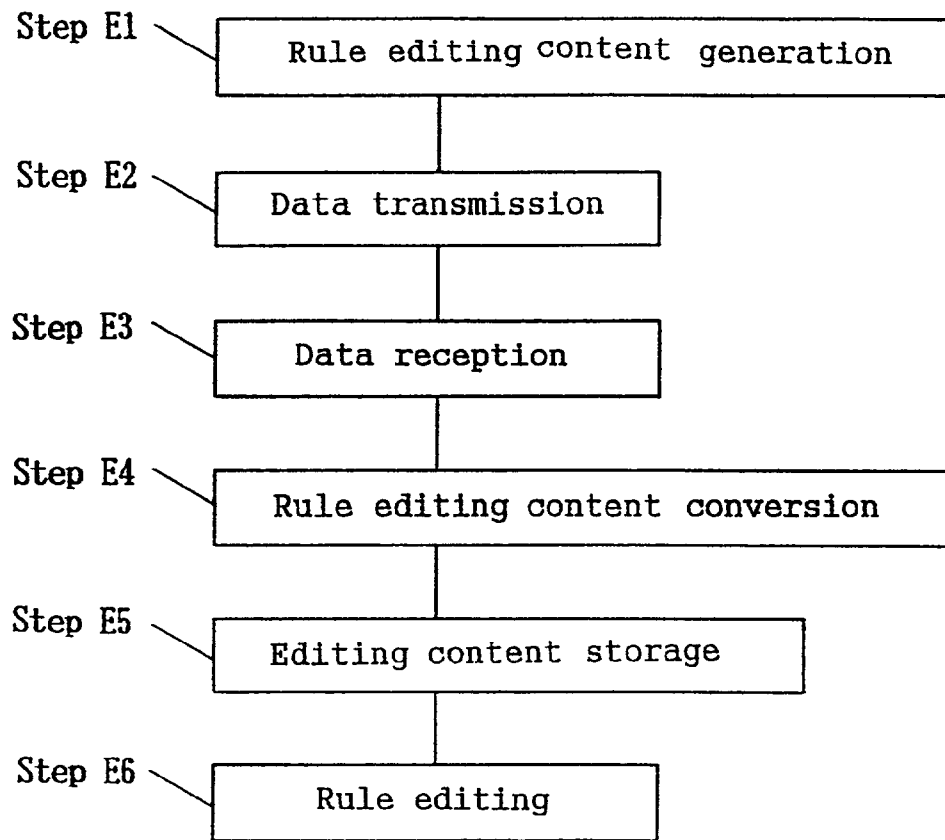 Step E1
Rule editing content generation
Step E2
Data transmission
Step E3
Data reception
Step E4
Rule editing content conversion
Step E5
Editing content storage
Step E6
Rule editing